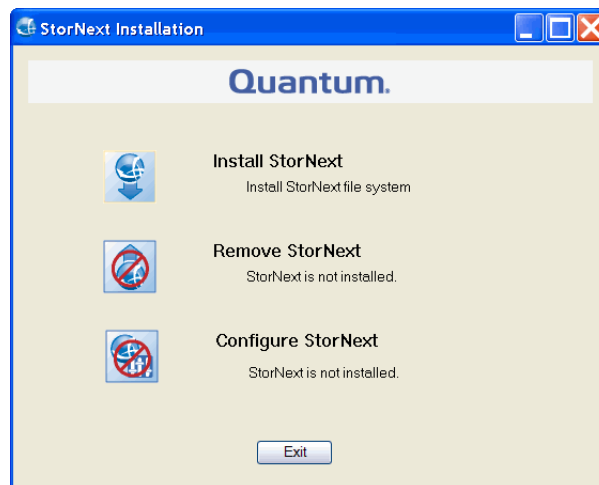 StorNext Installation
Quantum.
Install StorNext
Install StorNext file system
Remove StorNext
StorNext is not installed.
Configure StorNext
StorNext is not installed.
Exit